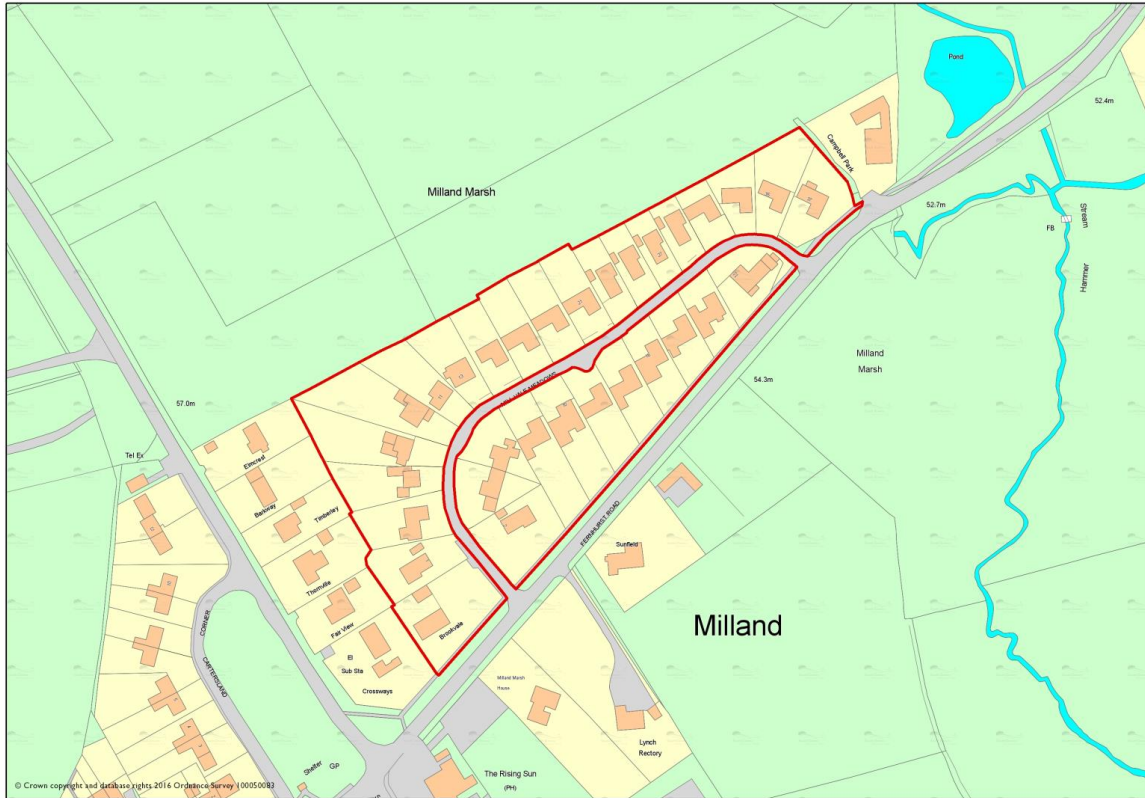 Pond
52.4m
Campbell Park
Milland Marsh
52.7m
FB
Stream
Hammer
Milland
Marsh
54.3m
57.0m
Tel Ex
Elmcrest
Barkway
Timberley
Thornville
Fair View
El
Sub Sta
Crossways
Brookvale
CORNER
CARTERSLAND
FERNHURST ROAD
Sunfield
Milland
Milland Marsh
House
Lynch
Rectory
The Rising Sun
(PH)
Shelter
Gp
© Crown copyright and database rights 2016 Ordnance Survey 100050083